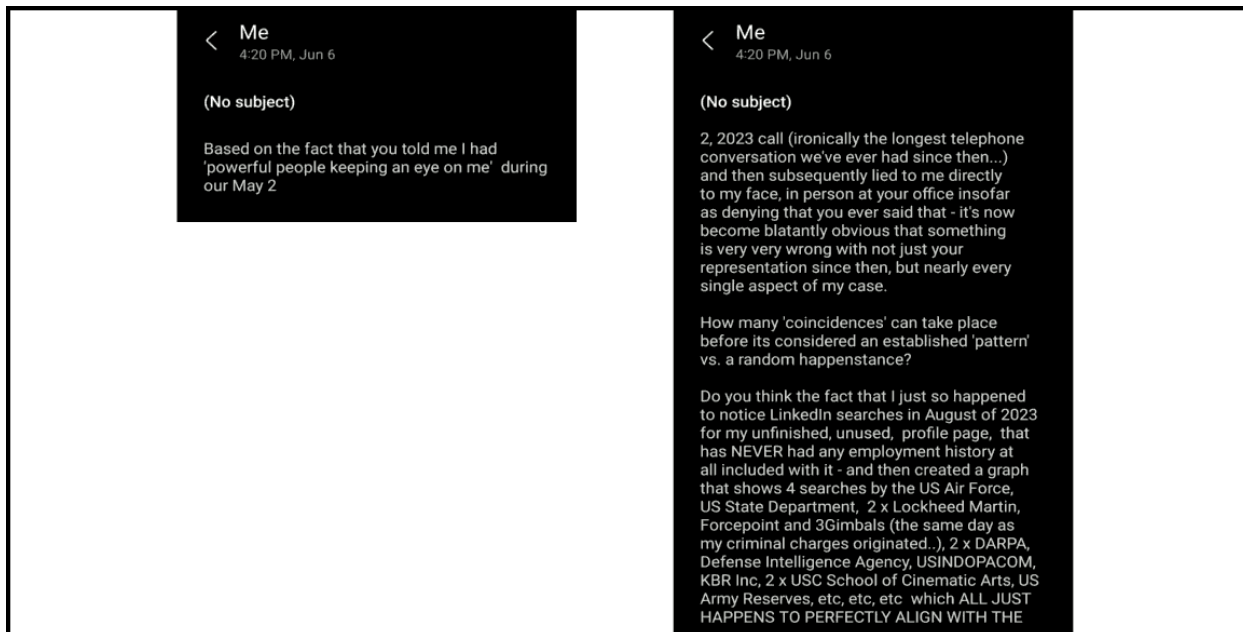 Me
4:20 PM, Jun 6
(No subject)
Based on the fact that you told me I had
'powerful people keeping an eye on me'  during
our May 2
Me
4:20 PM, Jun 6
(No subject)
2, 2023 call (ironically the longest telephone
conversation we've ever had since then...)
and then subsequently lied to me directly
to my face, in person at your office insofar
as denying that you ever said that - it's now
become blatantly obvious that something
is very very wrong with not just your
representation since then, but nearly every
single aspect of my case.
How many 'coincidences' can take place
before its considered an established 'pattern'
vs. a random happenstance?
Do you think the fact that I just so happened
to notice LinkedIn searches in August of 2023
for my unfinished, unused,  profile page,  that
has NEVER had any employment history at
all included with it - and then created a graph
that shows 4 searches by the US Air Force,
US State Department,  2 x Lockheed Martin,
Forcepoint and 3Gimbals (the same day as
my criminal charges originated..), 2 x DARPA,
Defense Intelligence Agency, USINDOPACOM,
KBR Inc, 2 x USC School of Cinematic Arts, US
Army Reserves, etc, etc, etc  which ALL JUST
HAPPENS TO PERFECTLY ALIGN WITH THE